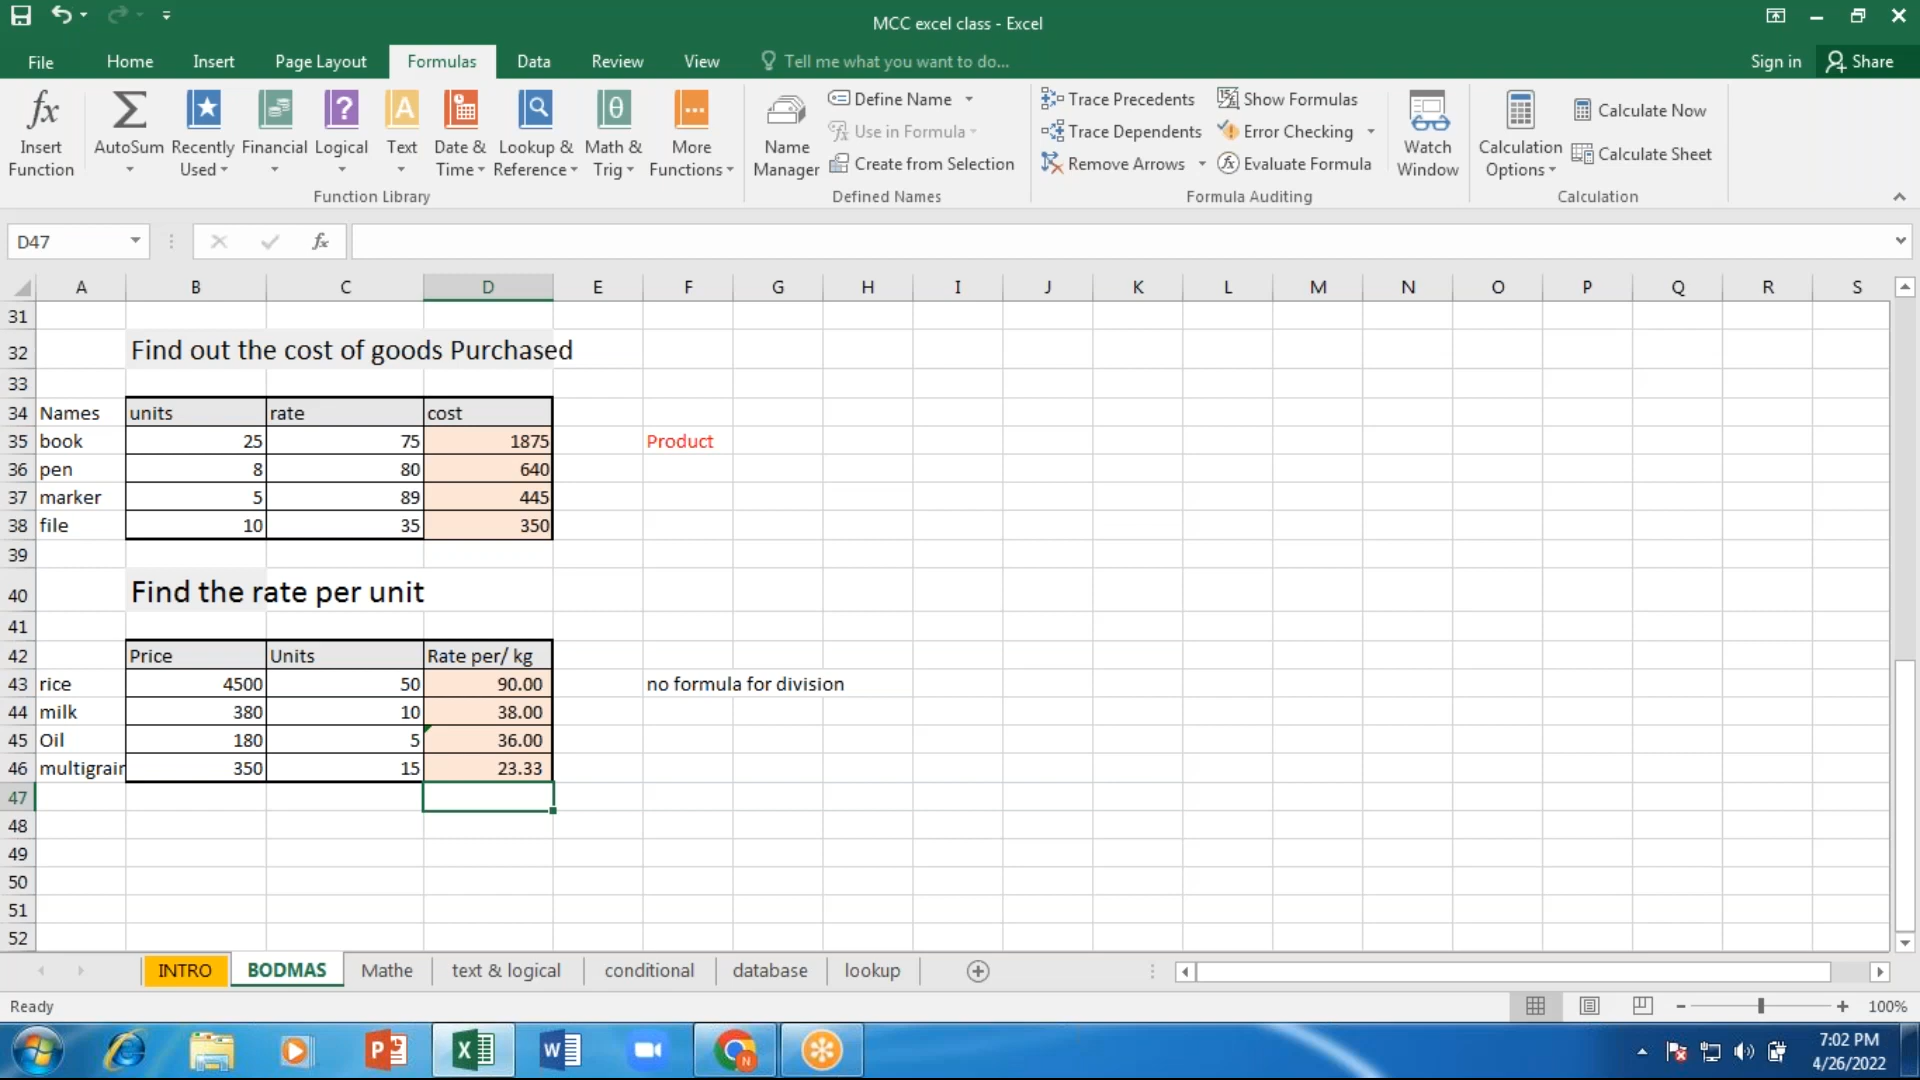 MCC excel class - Excel
File Home Insert Page Layout Formulas Data Review View Tell me what you want to do... Sign in Share
Insert Function
AutoSum
Recently Used
Financial
Logical
Text
Date & Time
Lookup & Reference
Math & Trig
More Functions
Function Library
Name Manager
Define Name
Use in Formula
Create from Selection
Defined Names
Trace Precedents
Trace Dependents
Remove Arrows
Show Formulas
Error Checking
Evaluate Formula
Formula Auditing
Watch Window
Calculation Options
Calculate Now
Calculate Sheet
Calculation
D47 fx
A B C D E F G H I J K L M N O P Q R S
31
32 Find out the cost of goods Purchased
33
34 Names units rate cost
35 book 25 75 1875 Product
36 pen 8 80 640
37 marker 5 89 445
38 file 10 35 350
39
40 Find the rate per unit
41
42 Price Units Rate per/ kg
43 rice 4500 50 90.00 no formula for division
44 milk 380 10 38.00
45 Oil 180 5 36.00
46 multigrain 350 15 23.33
47
48
49
50
51
52
INTRO BODMAS Mathe text & logical conditional database lookup
Ready 100%
7:02 PM
4/26/2022